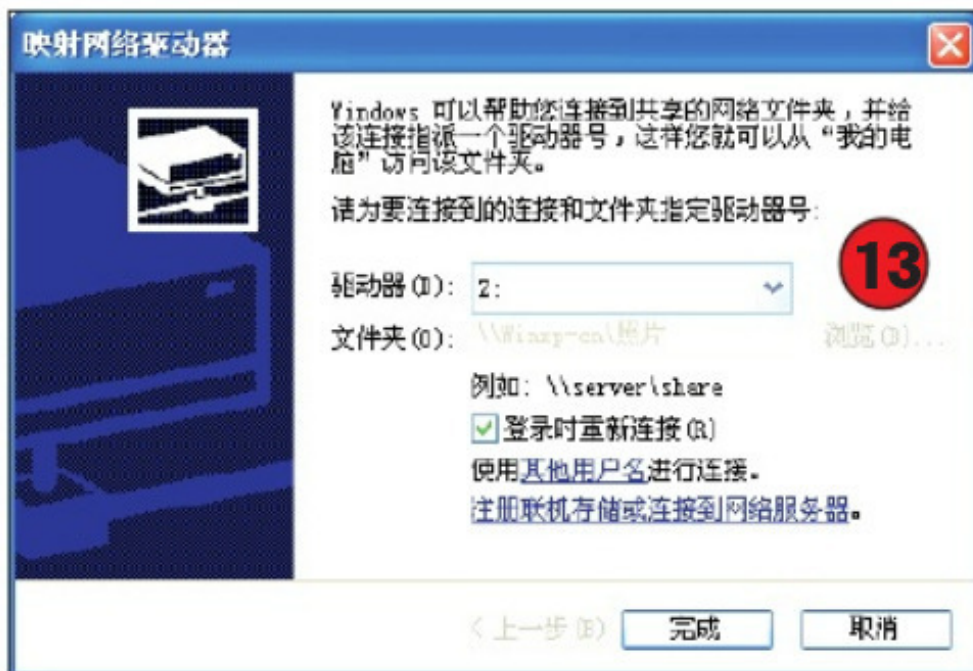 映射网络驱动器
Windows 可以帮助您连接到共享的网络文件夹，并给
该连接指派一个驱动器号，这样您就可以从“我的电
脑”访问该文件夹。
请为要连接到的连接和文件夹指定驱动器号:
13
驱动器(D): Z:
文件夹(O): \\Winxp-cn\照片 浏览(B)...
例如: \\server\share
登录时重新连接(R)
使用其他用户名进行连接。
注册联机存储或连接到网络服务器。
< 上一步(B) 完成 取消